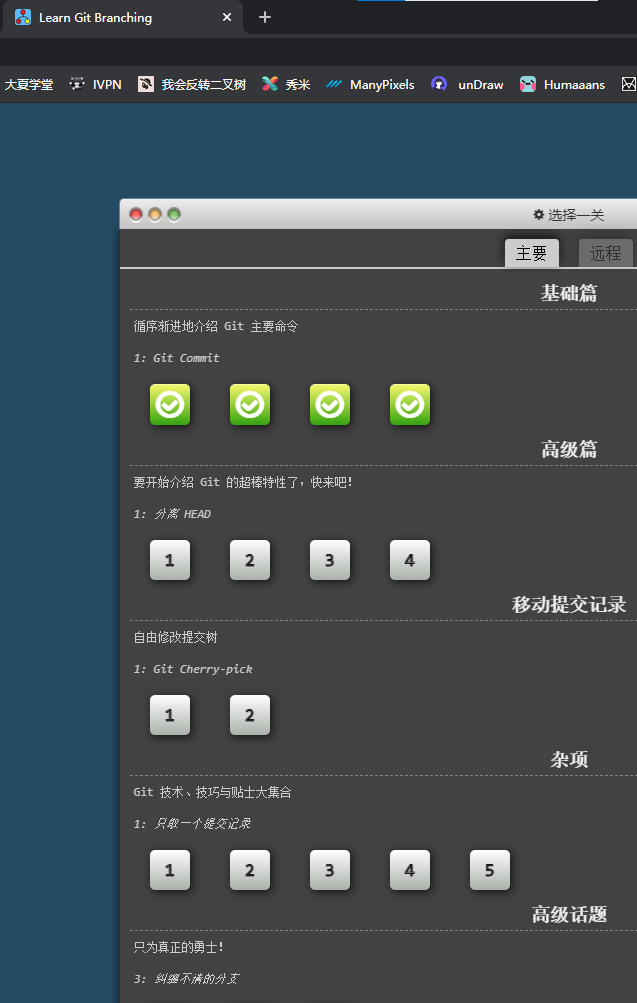 Learn Git Branching
大夏学堂 IVPN 我会反转二叉树 秀米 ManyPixels unDraw Humaaans
选择一关
主要 远程
基础篇
循序渐进地介绍 Git 主要命令
1: Git Commit
高级篇
要开始介绍 Git 的超棒特性了，快来吧!
1: 分离 HEAD
1 2 3 4
移动提交记录
自由修改提交树
1: Git Cherry-pick
1 2
杂项
Git 技术、技巧与贴士大集合
1: 只取一个提交记录
1 2 3 4 5
高级话题
只为真正的勇士!
3: 纠缠不清的分支